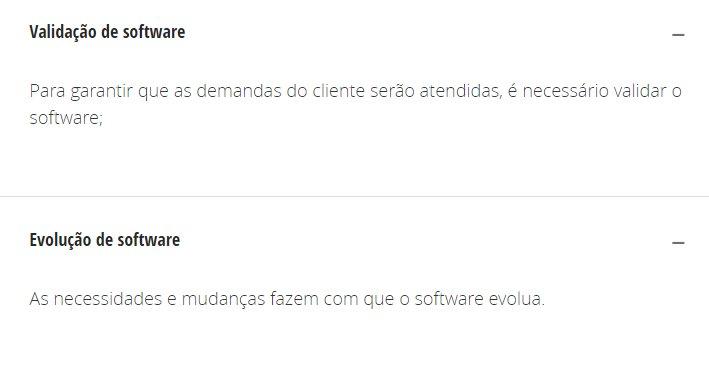 Validação de software
Para garantir que as demandas do cliente serão atendidas, é necessário validar o
software;
Evolução de software
As necessidades e mudanças fazem com que o software evolua.